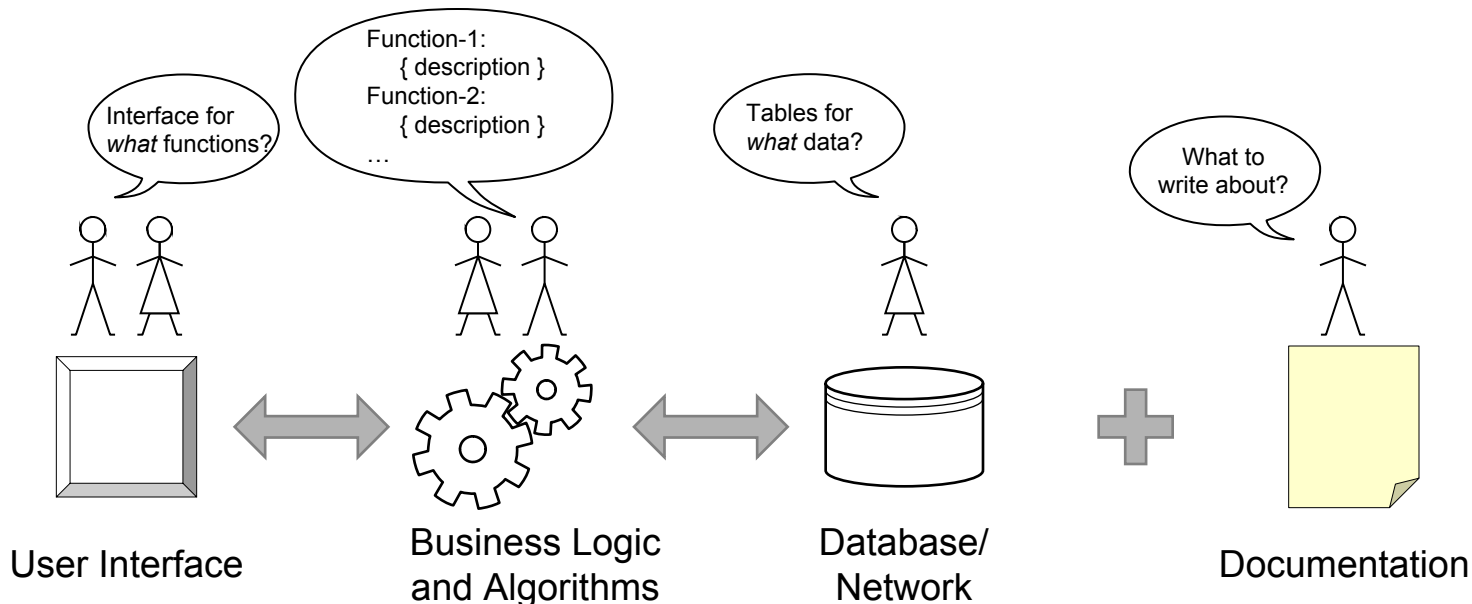 Interface for
what functions?
Function-1:
{ description }
Function-2:
{ description }
…
Tables for
what data?
What to
write about?
User Interface
Business Logic
and Algorithms
Database/
Network
Documentation